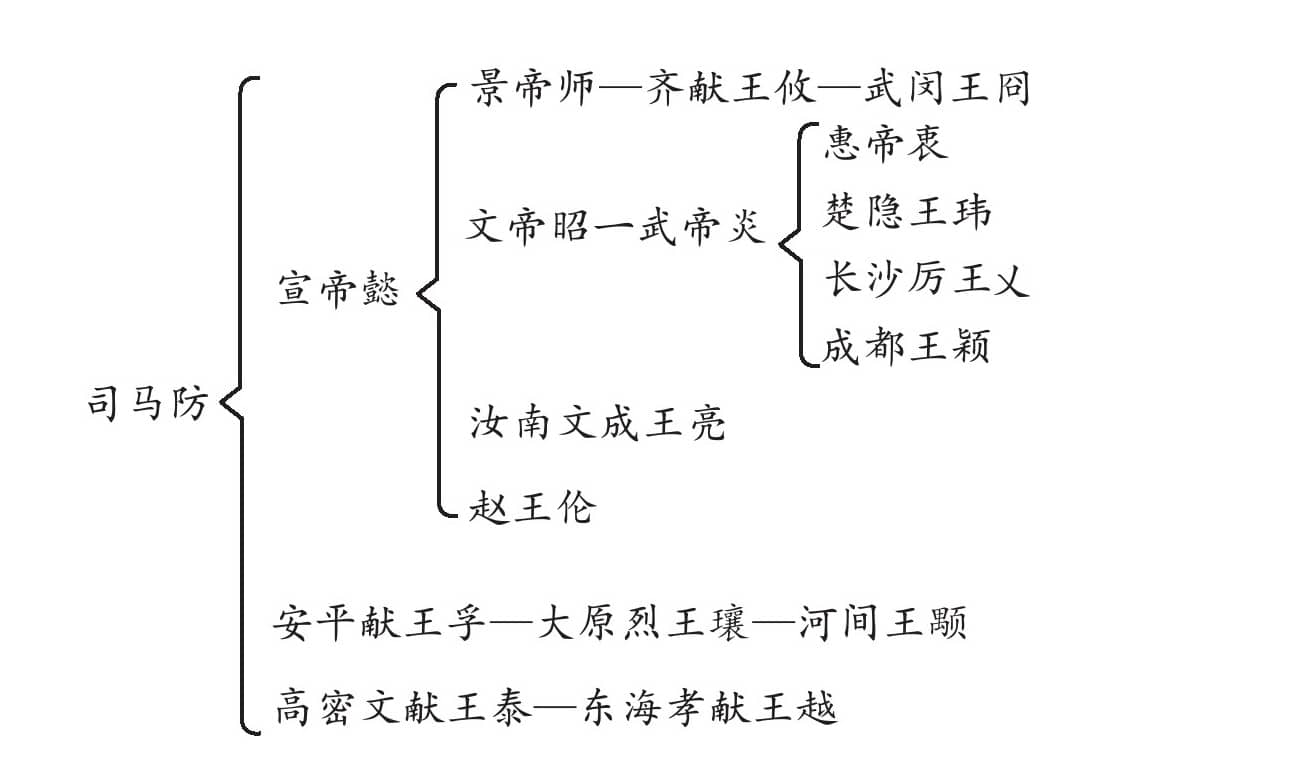 景帝师—齐献王攸—武闵王冏
惠帝衷
楚隐王玮
文帝昭一武帝炎
长沙厉王乂
宣帝懿
成都王颖
司马防
汝南文成王亮
赵王伦
安平献王孚—大原烈王瓌—河间王颙
高密文献王泰—东海孝献王越